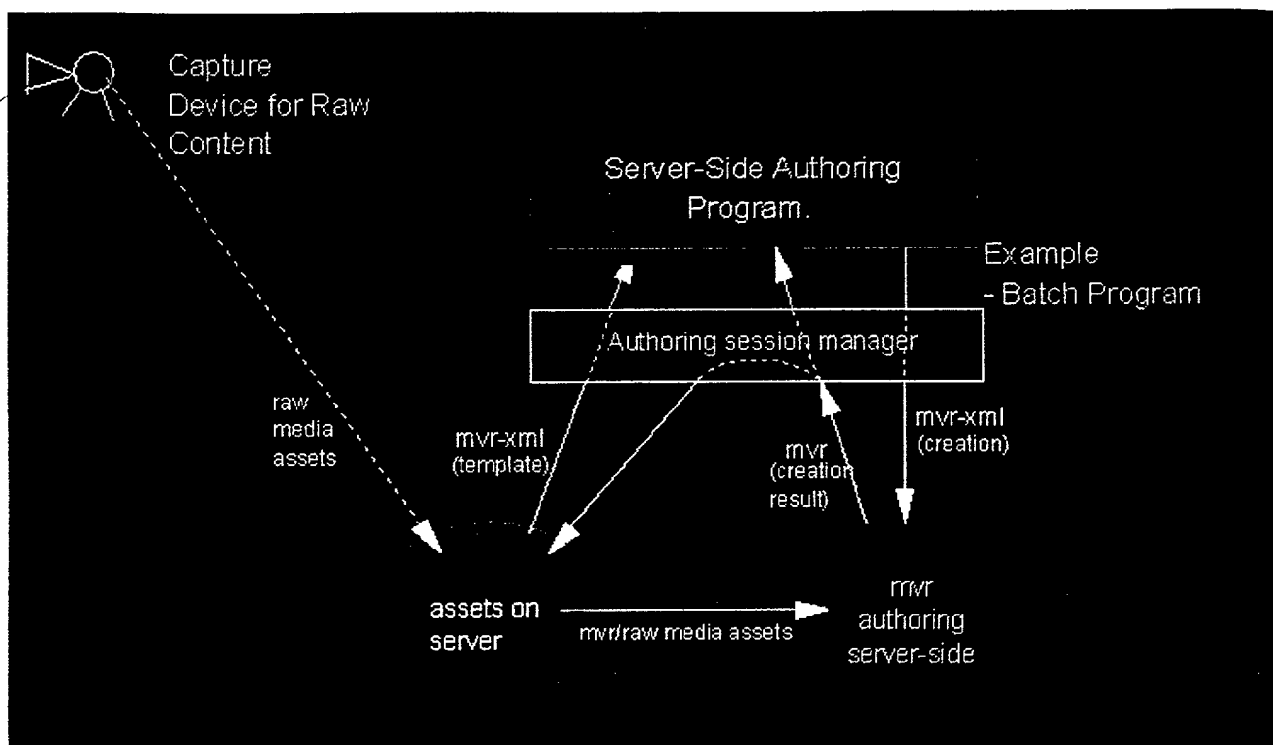 Capture
Device for Raw
Content
Server-Side Authoring
Program.
Example
- Batch Program
Authoring session manager
raw
media
assets
mvr-xml
(template)
mvr
(creation
result)
mvr-xml
(creation)
assets on
server
mvr/raw media assets
mvr
authoring
server-side